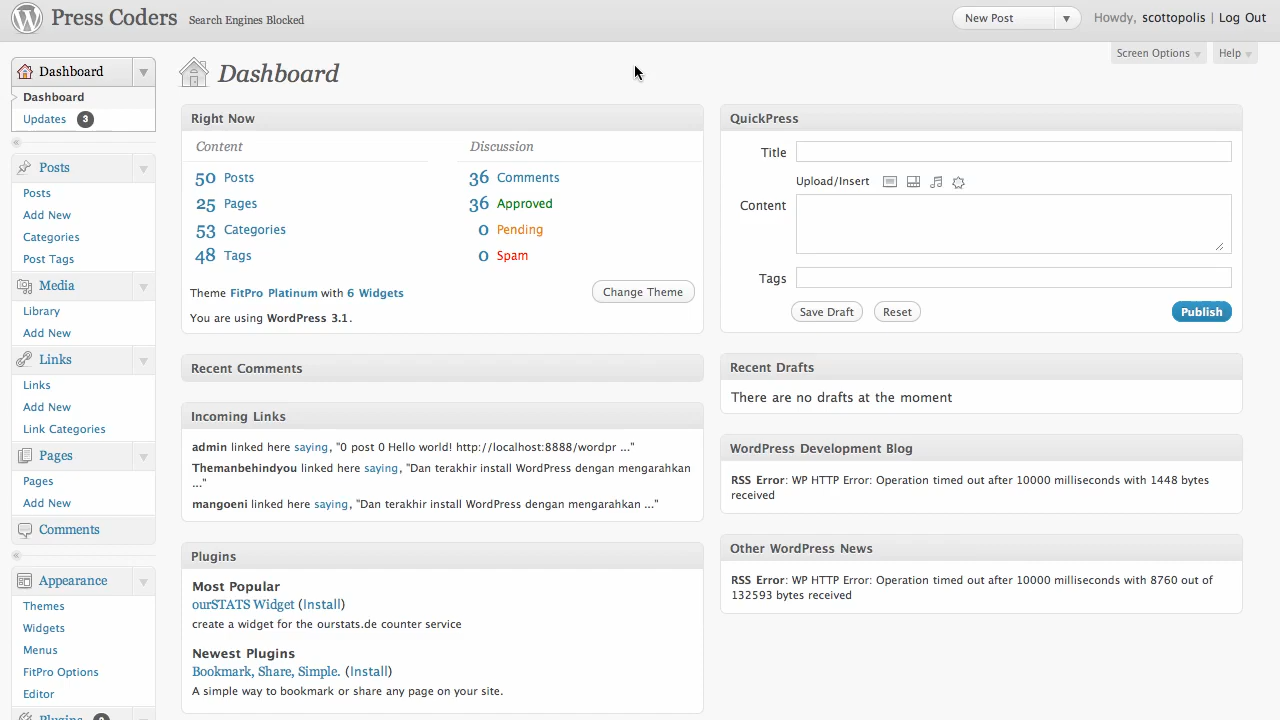 Press Coders Search Engines Blocked
New Post
Howdy, scottopolis | Log Out
Screen Options
Help
Dashboard
Dashboard
Updates 3
Posts
Posts
Add New
Categories
Post Tags
Media
Library
Add New
Links
Links
Add New
Link Categories
Pages
Pages
Add New
Comments
Appearance
Themes
Widgets
Menus
FitPro Options
Editor
Plugins
Dashboard
Right Now
Content
50 Posts
25 Pages
53 Categories
48 Tags
Discussion
36 Comments
36 Approved
0 Pending
0 Spam
Theme FitPro Platinum with 6 Widgets
Change Theme
You are using WordPress 3.1.
Recent Comments
Incoming Links
admin linked here saying, "0 post 0 Hello world! http://localhost:8888/wordpr ..."
Themanbehindyou linked here saying, "Dan terakhir install WordPress dengan mengarahkan
..."
mangoeni linked here saying, "Dan terakhir install WordPress dengan mengarahkan ..."
Plugins
Most Popular
ourSTATS Widget (Install)
create a widget for the ourstats.de counter service
Newest Plugins
Bookmark, Share, Simple. (Install)
A simple way to bookmark or share any page on your site.
QuickPress
Title
Upload/Insert
Content
Tags
Save Draft
Reset
Publish
Recent Drafts
There are no drafts at the moment
WordPress Development Blog
RSS Error: WP HTTP Error: Operation timed out after 10000 milliseconds with 1448 bytes
received
Other WordPress News
RSS Error: WP HTTP Error: Operation timed out after 10000 milliseconds with 8760 out of
132593 bytes received